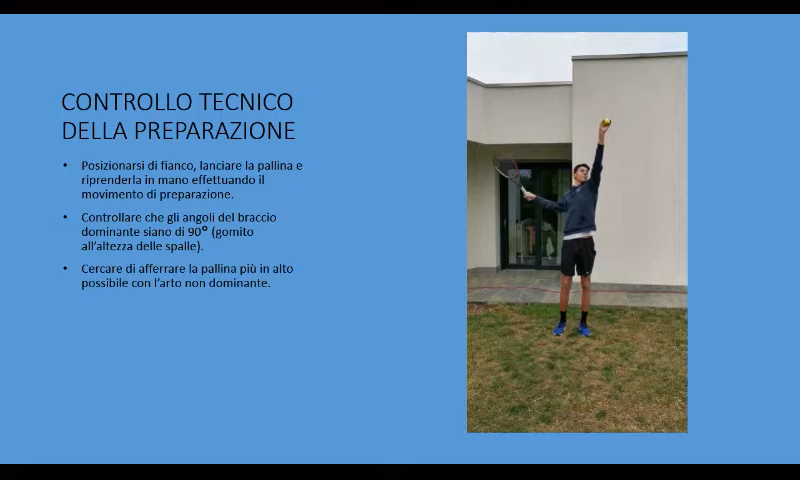 CONTROLLO TECNICO
DELLA PREPARAZIONE
• Posizionarsi di fianco, lanciare la pallina e
riprenderla in mano effettuando il
movimento di preparazione.
• Controllare che gli angoli del braccio
dominante siano di 90° (gomito
all'altezza delle spalle).
• Cercare di afferrare la pallina più in alto
possibile con l'arto non dominante.